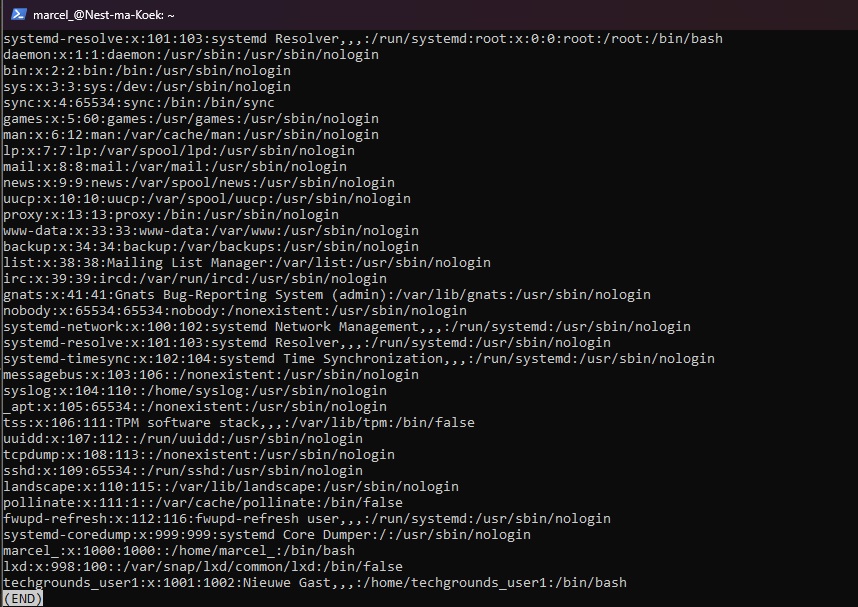 marcel_@Nest-ma-Koek: ~
systemd-resolve:x:101:103:systemd Resolver,,,:/run/systemd:root:x:0:0:root:/root:/bin/bash
daemon:x:1:1:daemon:/usr/sbin:/usr/sbin/nologin
bin:x:2:2:bin:/bin:/usr/sbin/nologin
sys:x:3:3:sys:/dev:/usr/sbin/nologin
sync:x:4:65534:sync:/bin:/bin/sync
games:x:5:60:games:/usr/games:/usr/sbin/nologin
man:x:6:12:man:/var/cache/man:/usr/sbin/nologin
lp:x:7:7:lp:/var/spool/lpd:/usr/sbin/nologin
mail:x:8:8:mail:/var/mail:/usr/sbin/nologin
news:x:9:9:news:/var/spool/news:/usr/sbin/nologin
uucp:x:10:10:uucp:/var/spool/uucp:/usr/sbin/nologin
proxy:x:13:13:proxy:/bin:/usr/sbin/nologin
www-data:x:33:33:www-data:/var/www:/usr/sbin/nologin
backup:x:34:34:backup:/var/backups:/usr/sbin/nologin
list:x:38:38:Mailing List Manager:/var/list:/usr/sbin/nologin
irc:x:39:39:ircd:/var/run/ircd:/usr/sbin/nologin
gnats:x:41:41:Gnats Bug-Reporting System (admin):/var/lib/gnats:/usr/sbin/nologin
nobody:x:65534:65534:nobody:/nonexistent:/usr/sbin/nologin
systemd-network:x:100:102:systemd Network Management,,,:/run/systemd:/usr/sbin/nologin
systemd-resolve:x:101:103:systemd Resolver,,,:/run/systemd:/usr/sbin/nologin
systemd-timesync:x:102:104:systemd Time Synchronization,,,:/run/systemd:/usr/sbin/nologin
messagebus:x:103:106::/nonexistent:/usr/sbin/nologin
syslog:x:104:110::/home/syslog:/usr/sbin/nologin
_apt:x:105:65534::/nonexistent:/usr/sbin/nologin
tss:x:106:111:TPM software stack,,,:/var/lib/tpm:/bin/false
uuidd:x:107:112::/run/uuidd:/usr/sbin/nologin
tcpdump:x:108:113::/nonexistent:/usr/sbin/nologin
sshd:x:109:65534::/run/sshd:/usr/sbin/nologin
landscape:x:110:115::/var/lib/landscape:/usr/sbin/nologin
pollinate:x:111:1::/var/cache/pollinate:/bin/false
fwupd-refresh:x:112:116:fwupd-refresh user,,,:/run/systemd:/usr/sbin/nologin
systemd-coredump:x:999:999:systemd Core Dumper:/:/usr/sbin/nologin
marcel_:x:1000:1000::/home/marcel_:/bin/bash
lxd:x:998:100::/var/snap/lxd/common/lxd:/bin/false
techgrounds_user1:x:1001:1002:Nieuwe Gast,,,:/home/techgrounds_user1:/bin/bash
(END)